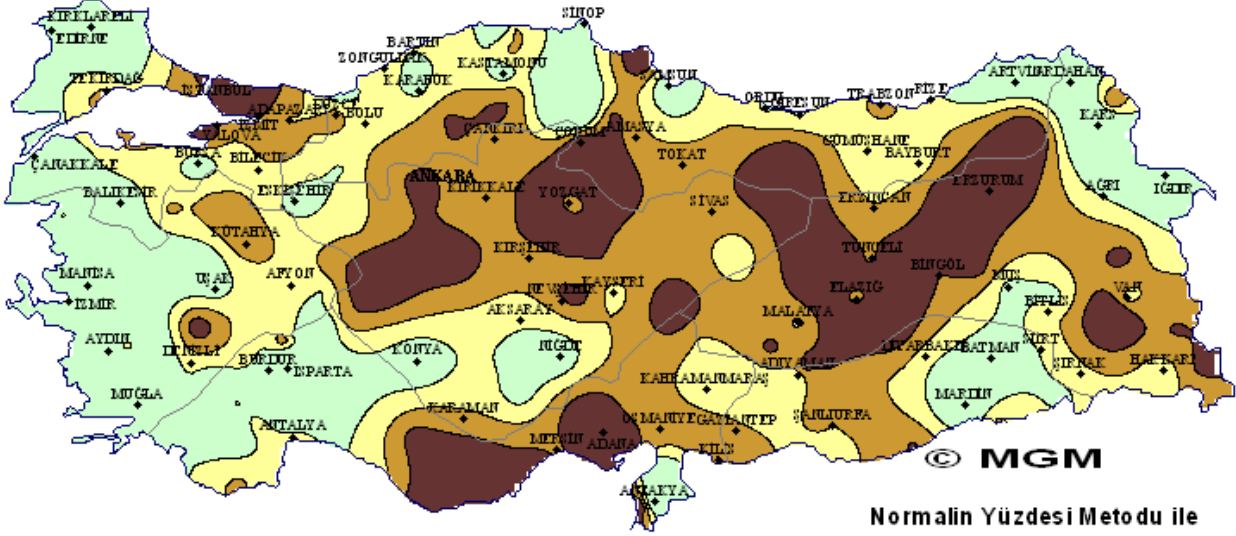 SİNOP
KIRKLARELİ
EDİRNE
BARTIN
ZONGULDAK
KASTAMONU
KARABÜK
TEKİRDAĞ
İSTANBUL
SAMSUN
ARTVİN
ARDAHAN
RİZE
TRABZON
ORDU
GİRESUN
BOLU
İZMİT
KARS
YALOVA
ÇANKIRI
ÇORUM
AMASYA
GÜMÜŞHANE
BAYBURT
TOKAT
BURSA
BİLECİK
ÇANAKKALE
ANKARA
KIRIKKALE
YOZGAT
ERZURUM
AĞRI
IĞDIR
BALIKESİR
ESKİŞEHİR
SİVAS
ERZİNCAN
KÜTAHYA
KIRŞEHİR
TUNCELİ
BİNGÖL
MANİSA
UŞAK
AFYON
MUŞ
İZMİR
KAYSERİ
ELAZIĞ
VAN
BİTLİS
AKSARAY
MALATYA
AYDIN
DENİZLİ
BURDUR
ISPARTA
KONYA
NİĞDE
ADIYAMAN
BATMAN
SİİRT
ŞIRNAK
HAKKARİ
KAHRAMANMARAŞ
MUĞLA
MARDİN
ANTALYA
KARAMAN
OSMANİYE
GAZİANTEP
ŞANLIURFA
MERSİN
ADANA
KİLİS
© MGM
ANTAKYA
Normalin Yüzdesi Metodu ile